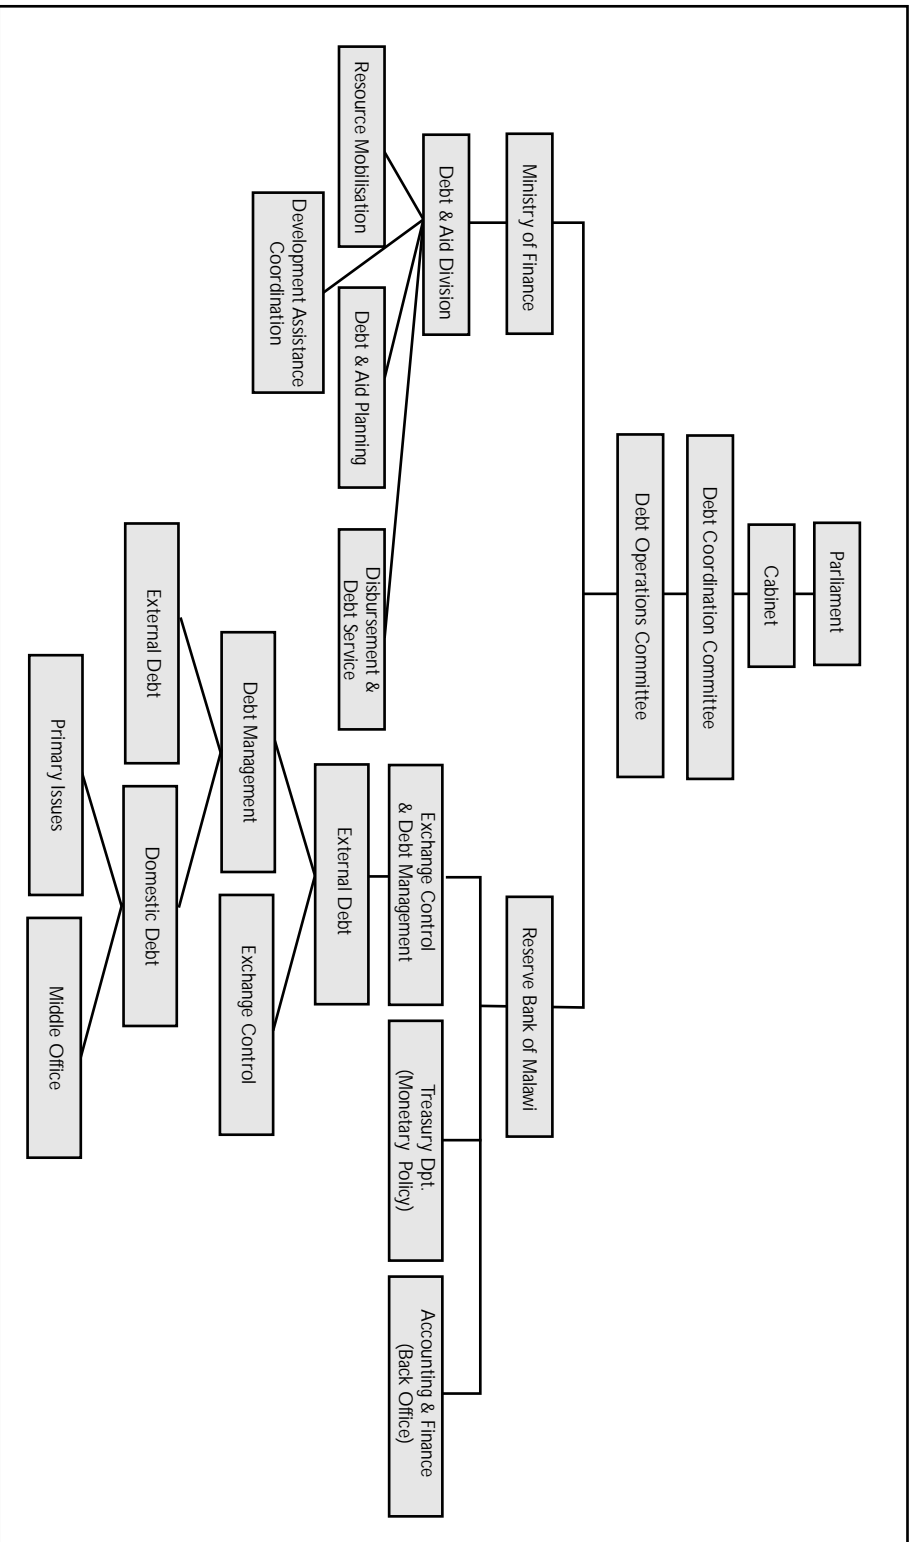 Parliament
Cabinet
Debt Coordination Committee
Debt Operations Committee
Ministry of Finance
Reserve Bank of Malawi
Debt & Aid Division
Exchange Control
& Debt Management
Treasury Dpt.
(Monetary Policy)
Accounting & Finance
(Back Office)
Resource Mobilisation
Debt & Aid Planning
Disbursement &
Debt Service
Development Assistance
Coordination
External Debt
Debt Management
Exchange Control
External Debt
Domestic Debt
Primary Issues
Middle Office